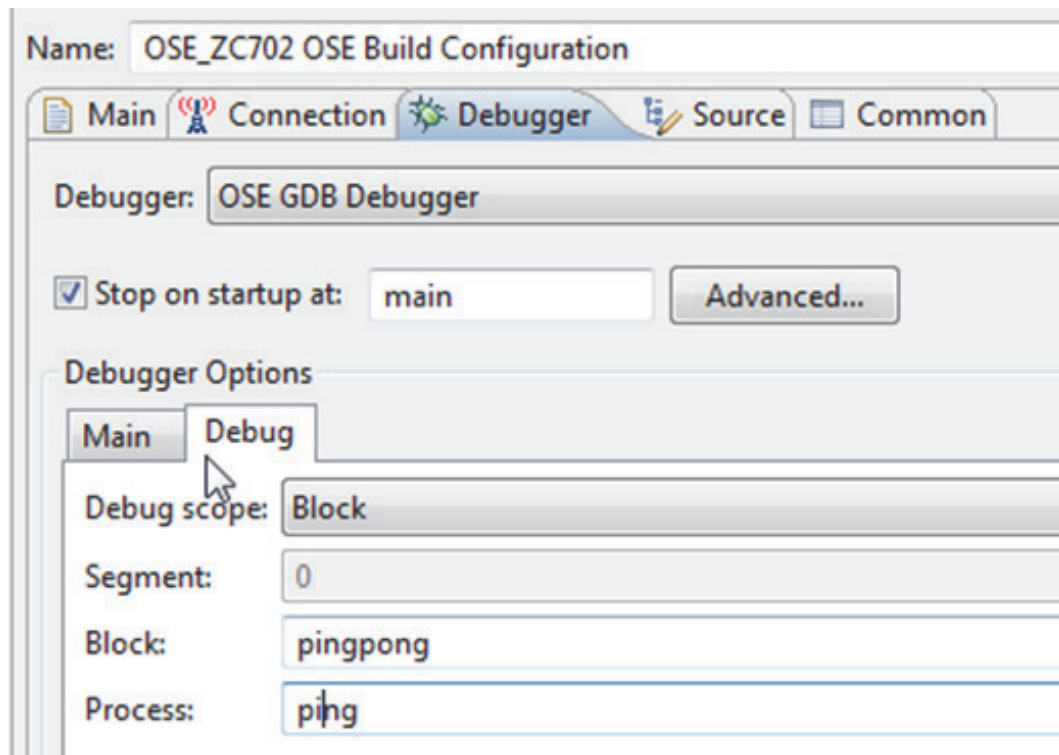 Name: OSE_ZC702 OSE Build Configuration
Main Connection Debugger Source Common
Debugger: OSE GDB Debugger
Stop on startup at: main Advanced...
Debugger Options
Main Debug
Debug scope: Block
Segment: 0
Block: pingpong
Process: ping